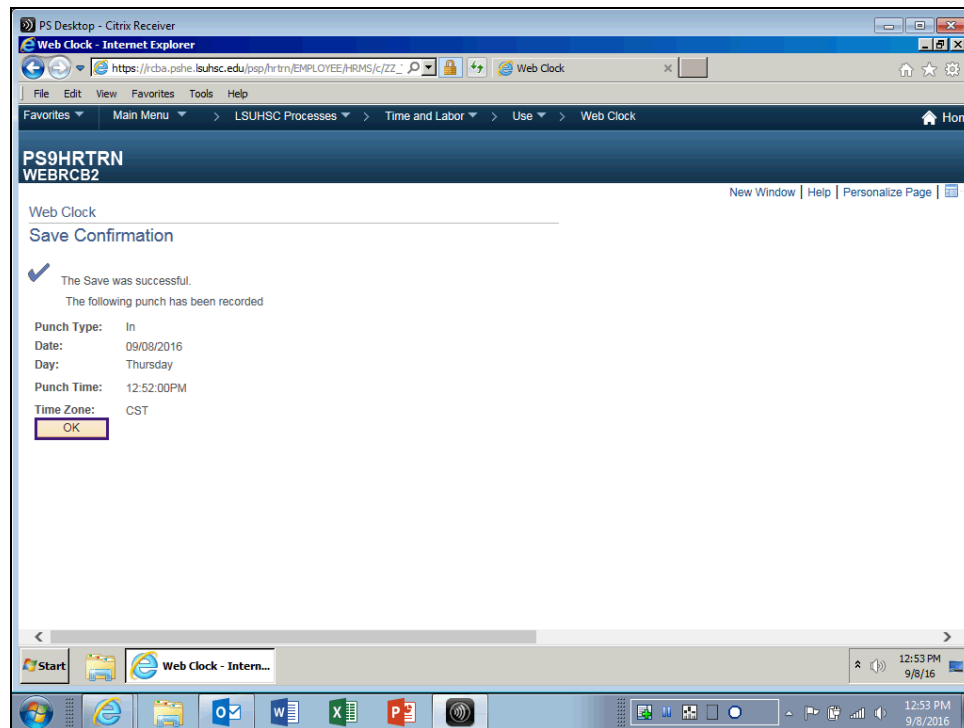 PS Desktop - Citrix Receiver
Web Clock - Internet Explorer
https://rcba.pshe.lsuhsc.edu/psp/hrtrn/EMPLOYEE/HRMS/c/ZZ_ Web Clock
File Edit View Favorites Tools Help
Favorites Main Menu > LSUHSC Processes > Time and Labor > Use > Web Clock Hom
PS9HRTRN
WEBRCB2
New Window | Help | Personalize Page |
Web Clock
Save Confirmation
The Save was successful.
The following punch has been recorded
Punch Type: In
Date: 09/08/2016
Day: Thursday
Punch Time: 12:52:00PM
Time Zone: CST
OK
Start Web Clock - Intern... 12:53 PM
9/8/16
12:53 PM
9/8/2016